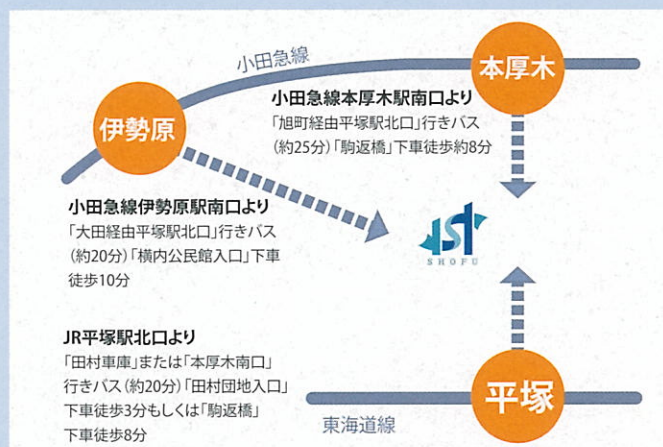 小田急線
本厚木
伊勢原
小田急線本厚木駅南口より
「旭町経由平塚駅北口」行きバス
(約25分)「駒返橋」下車徒歩約8分
小田急線伊勢原駅南口より
「大田経由平塚駅北口」行きバス
(約20分)「横内公民館入口」下車
徒歩10分
SHOFU
JR平塚駅北口より
「田村車庫」または「本厚木南口」
行きバス(約20分)「田村団地入口」
下車徒歩3分もしくは「駒返橋」
下車徒歩8分
平塚
東海道線